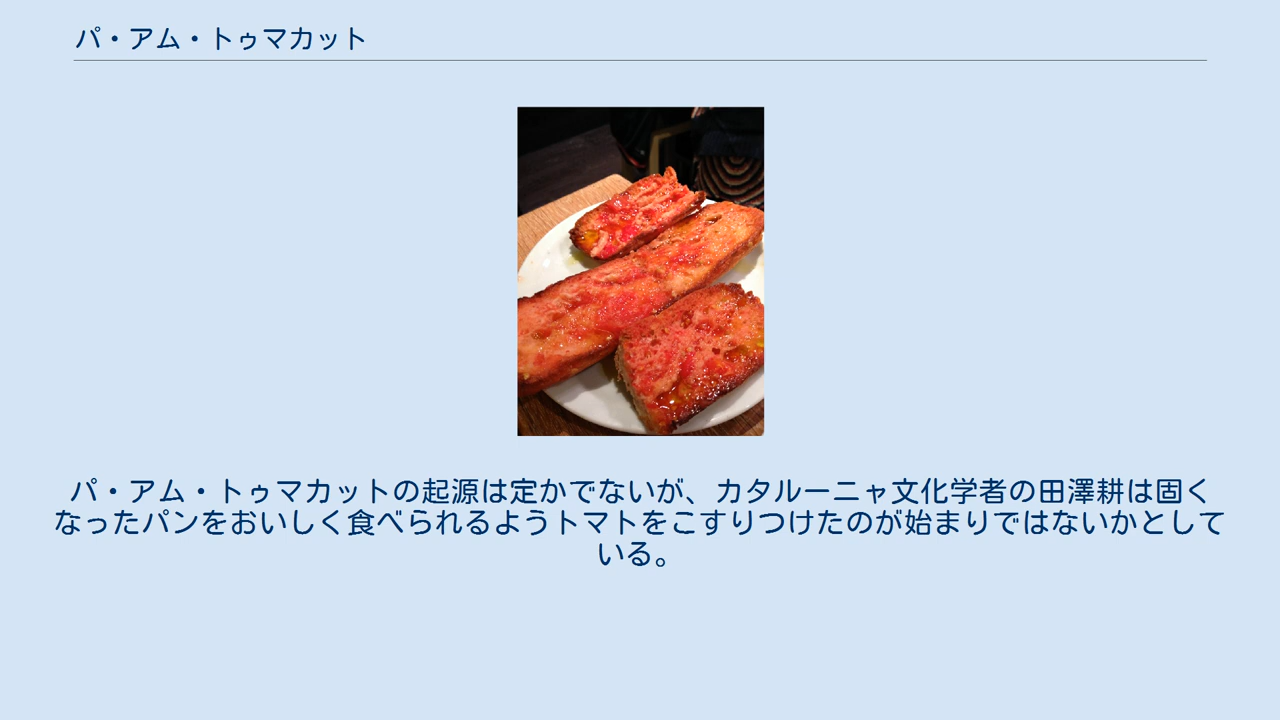 パ・アム・トゥマカット
パ・アム・トゥマカットの起源は定かでないが、カタルーニャ文化学者の田澤耕は固く
なったパンをおいしく食べられるようトマトをこすりつけたのが始まりではないかとして
いる。